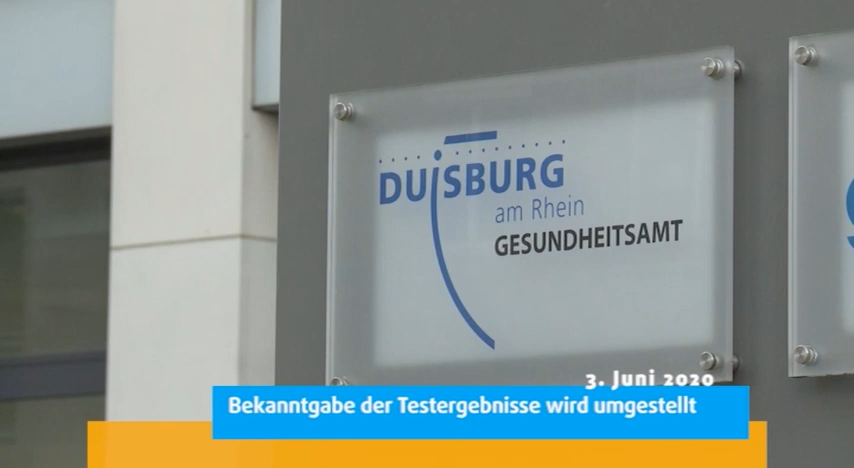 DUISBURG
am Rhein
GESUNDHEITSAMT
3. Juni 2020
Bekanntgabe der Testergebnisse wird umgestellt